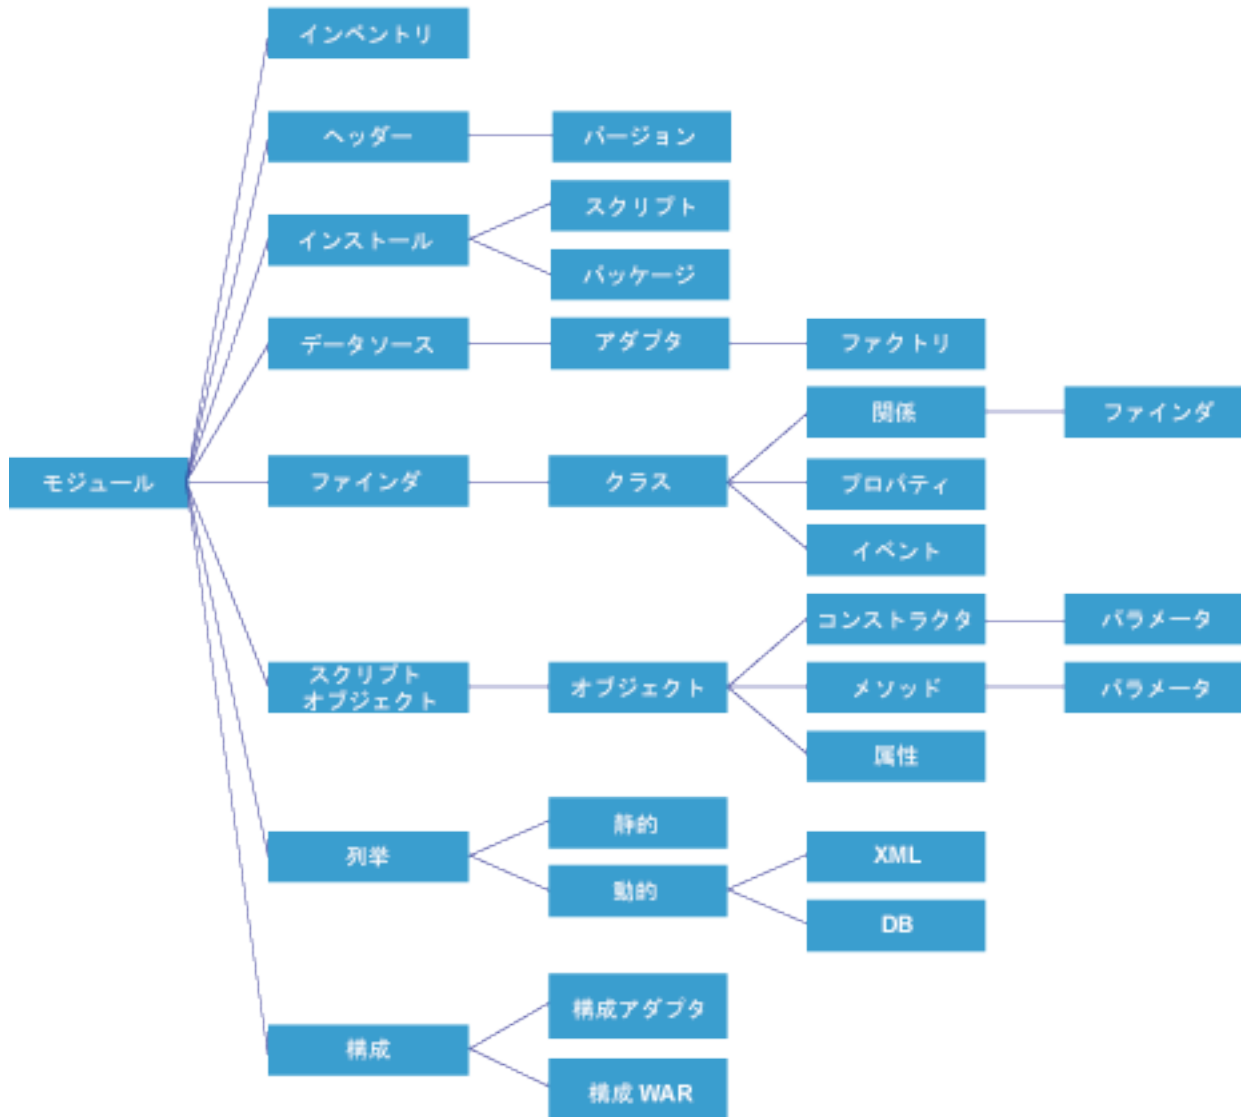 インベントリ
ヘッダー
バージョン
インストール
スクリプト
パッケージ
データソース
アダプタ
ファクトリ
モジュール
ファインダ
クラス
関係
ファインダ
プロパティ
イベント
スクリプト
オブジェクト
オブジェクト
コンストラクタ
パラメータ
メソッド
パラメータ
属性
列挙
静的
動的
XML
DB
構成
構成アダプタ
構成 WAR